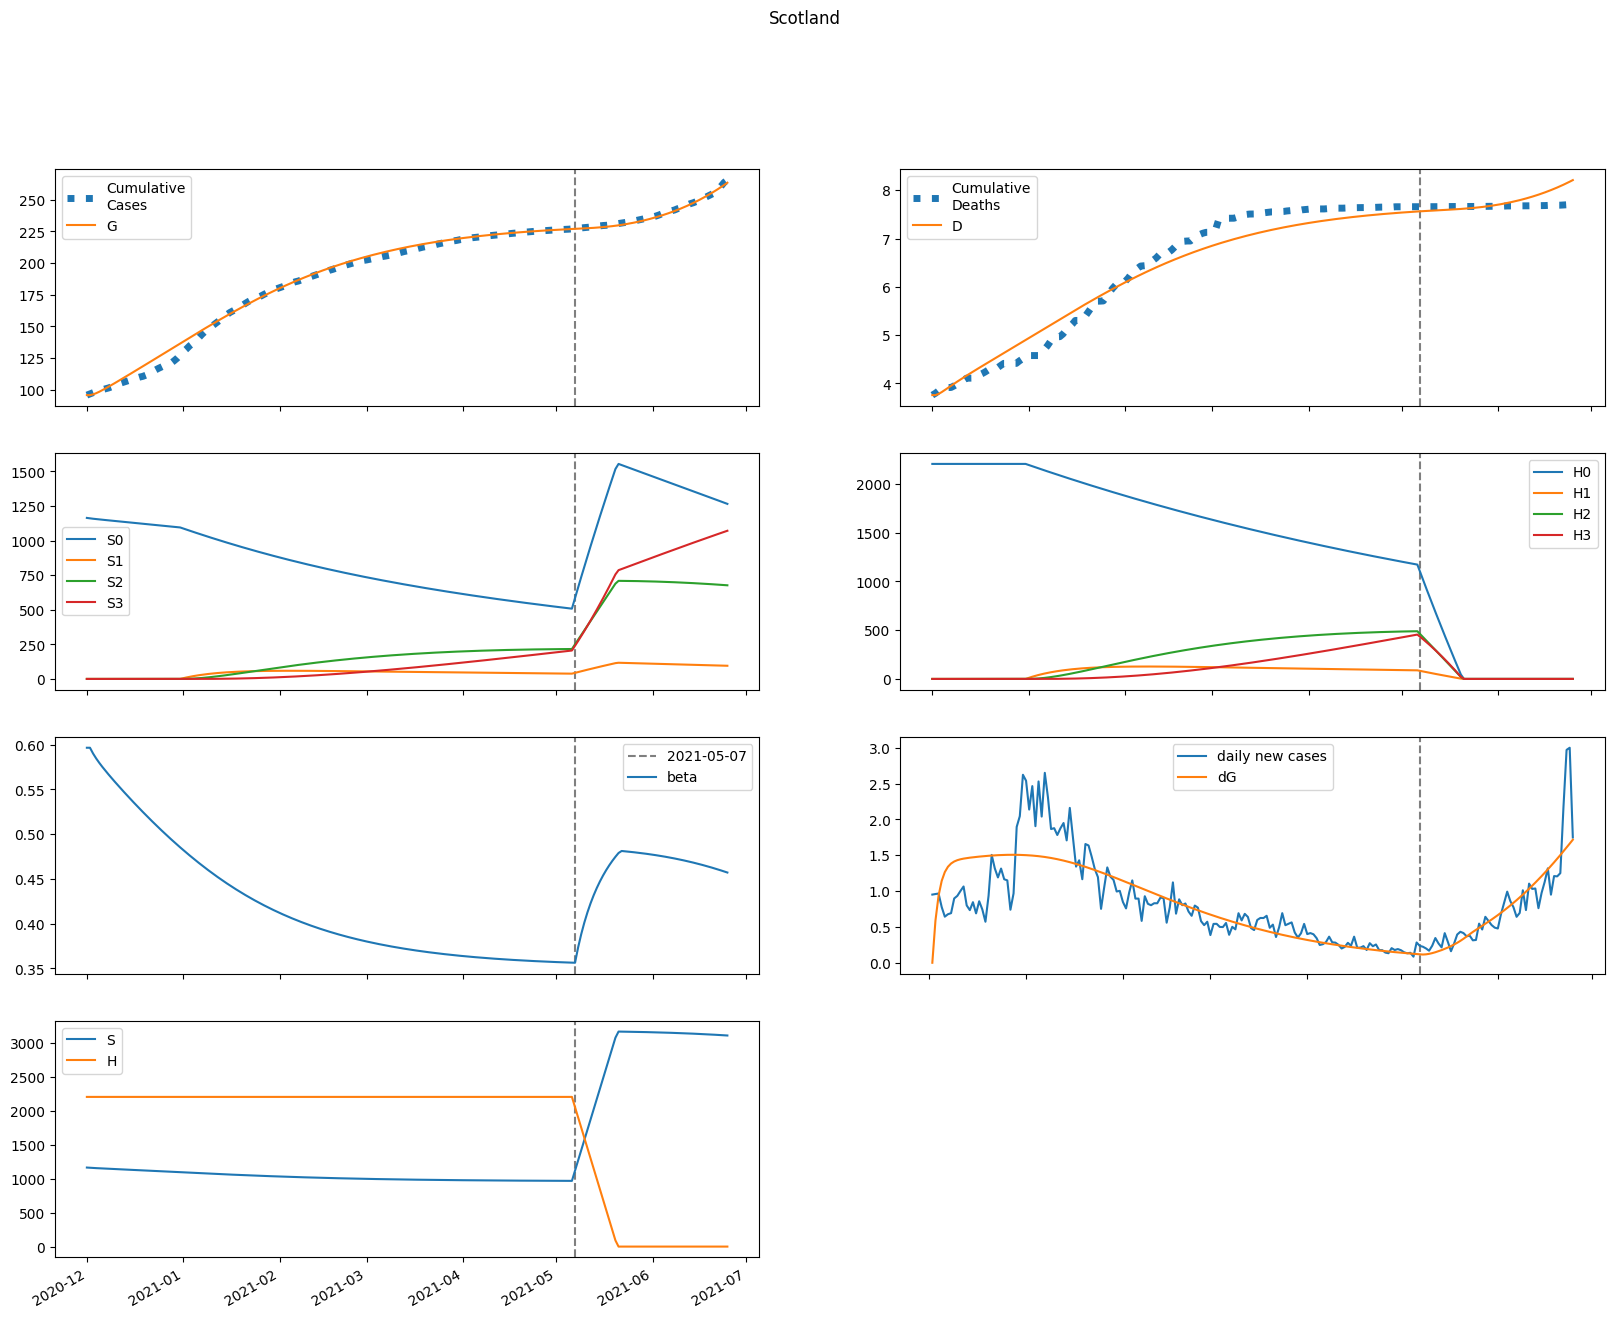 Scotland
250
225
200
175
150
125
100
Cumulative
Cases
G
8
7
6
5
4
Cumulative
Deaths
D
1500
1250
1000
750
500
250
0
S0
S1
S2
S3
2000
1500
1000
500
0
H0
H1
H2
H3
0.60
0.55
0.50
0.45
0.40
0.35
2021-05-07
beta
3.0
2.5
2.0
1.5
1.0
0.5
0.0
daily new cases
dG
3000
2500
2000
1500
1000
500
0
S
H
2020-12
2021-01
2021-02
2021-03
2021-04
2021-05
2021-06
2021-07